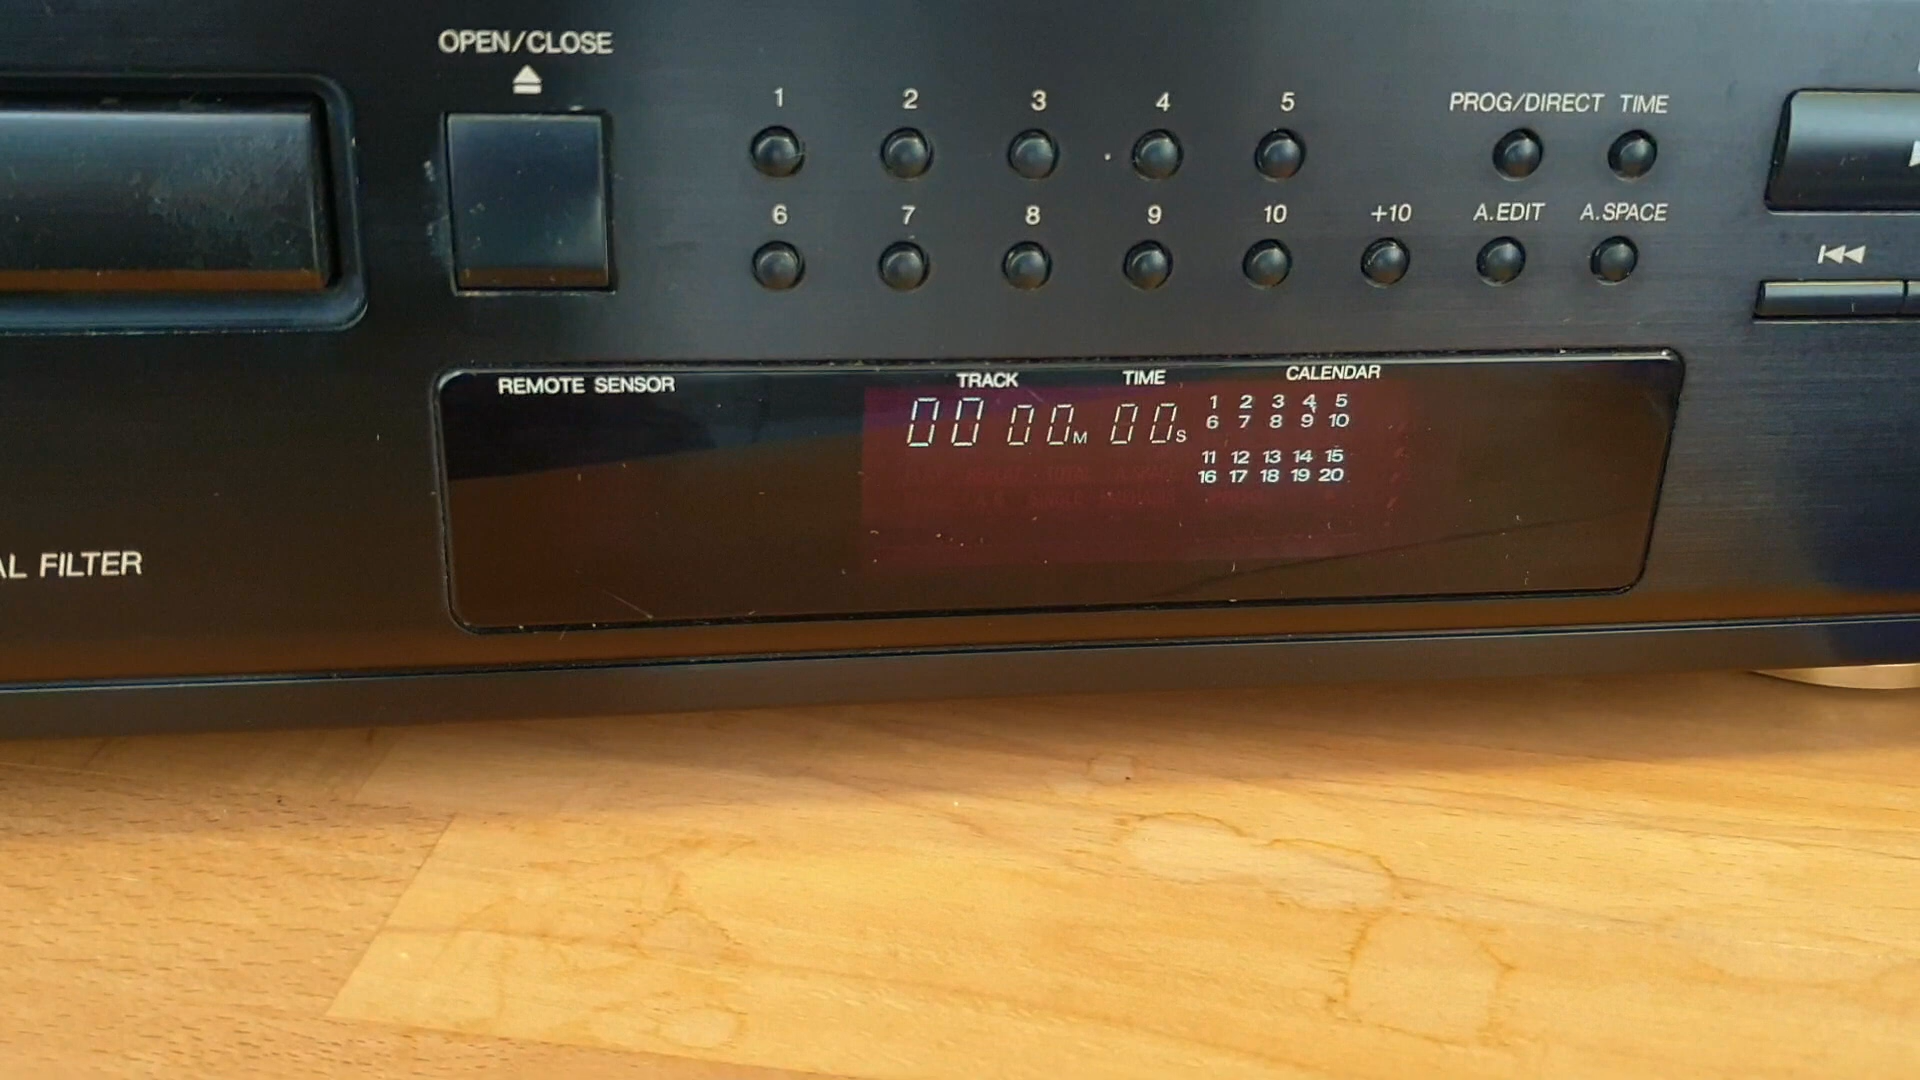 OPEN/CLOSE
1 2 3 4 5
PROG/DIRECT TIME
6 7 8 9 10 +10 A.EDIT A.SPACE
REMOTE SENSOR
TRACK TIME CALENDAR
00 00M 00S
1 2 3 4 5
6 7 8 9 10
11 12 13 14 15
16 17 18 19 20
AL FILTER